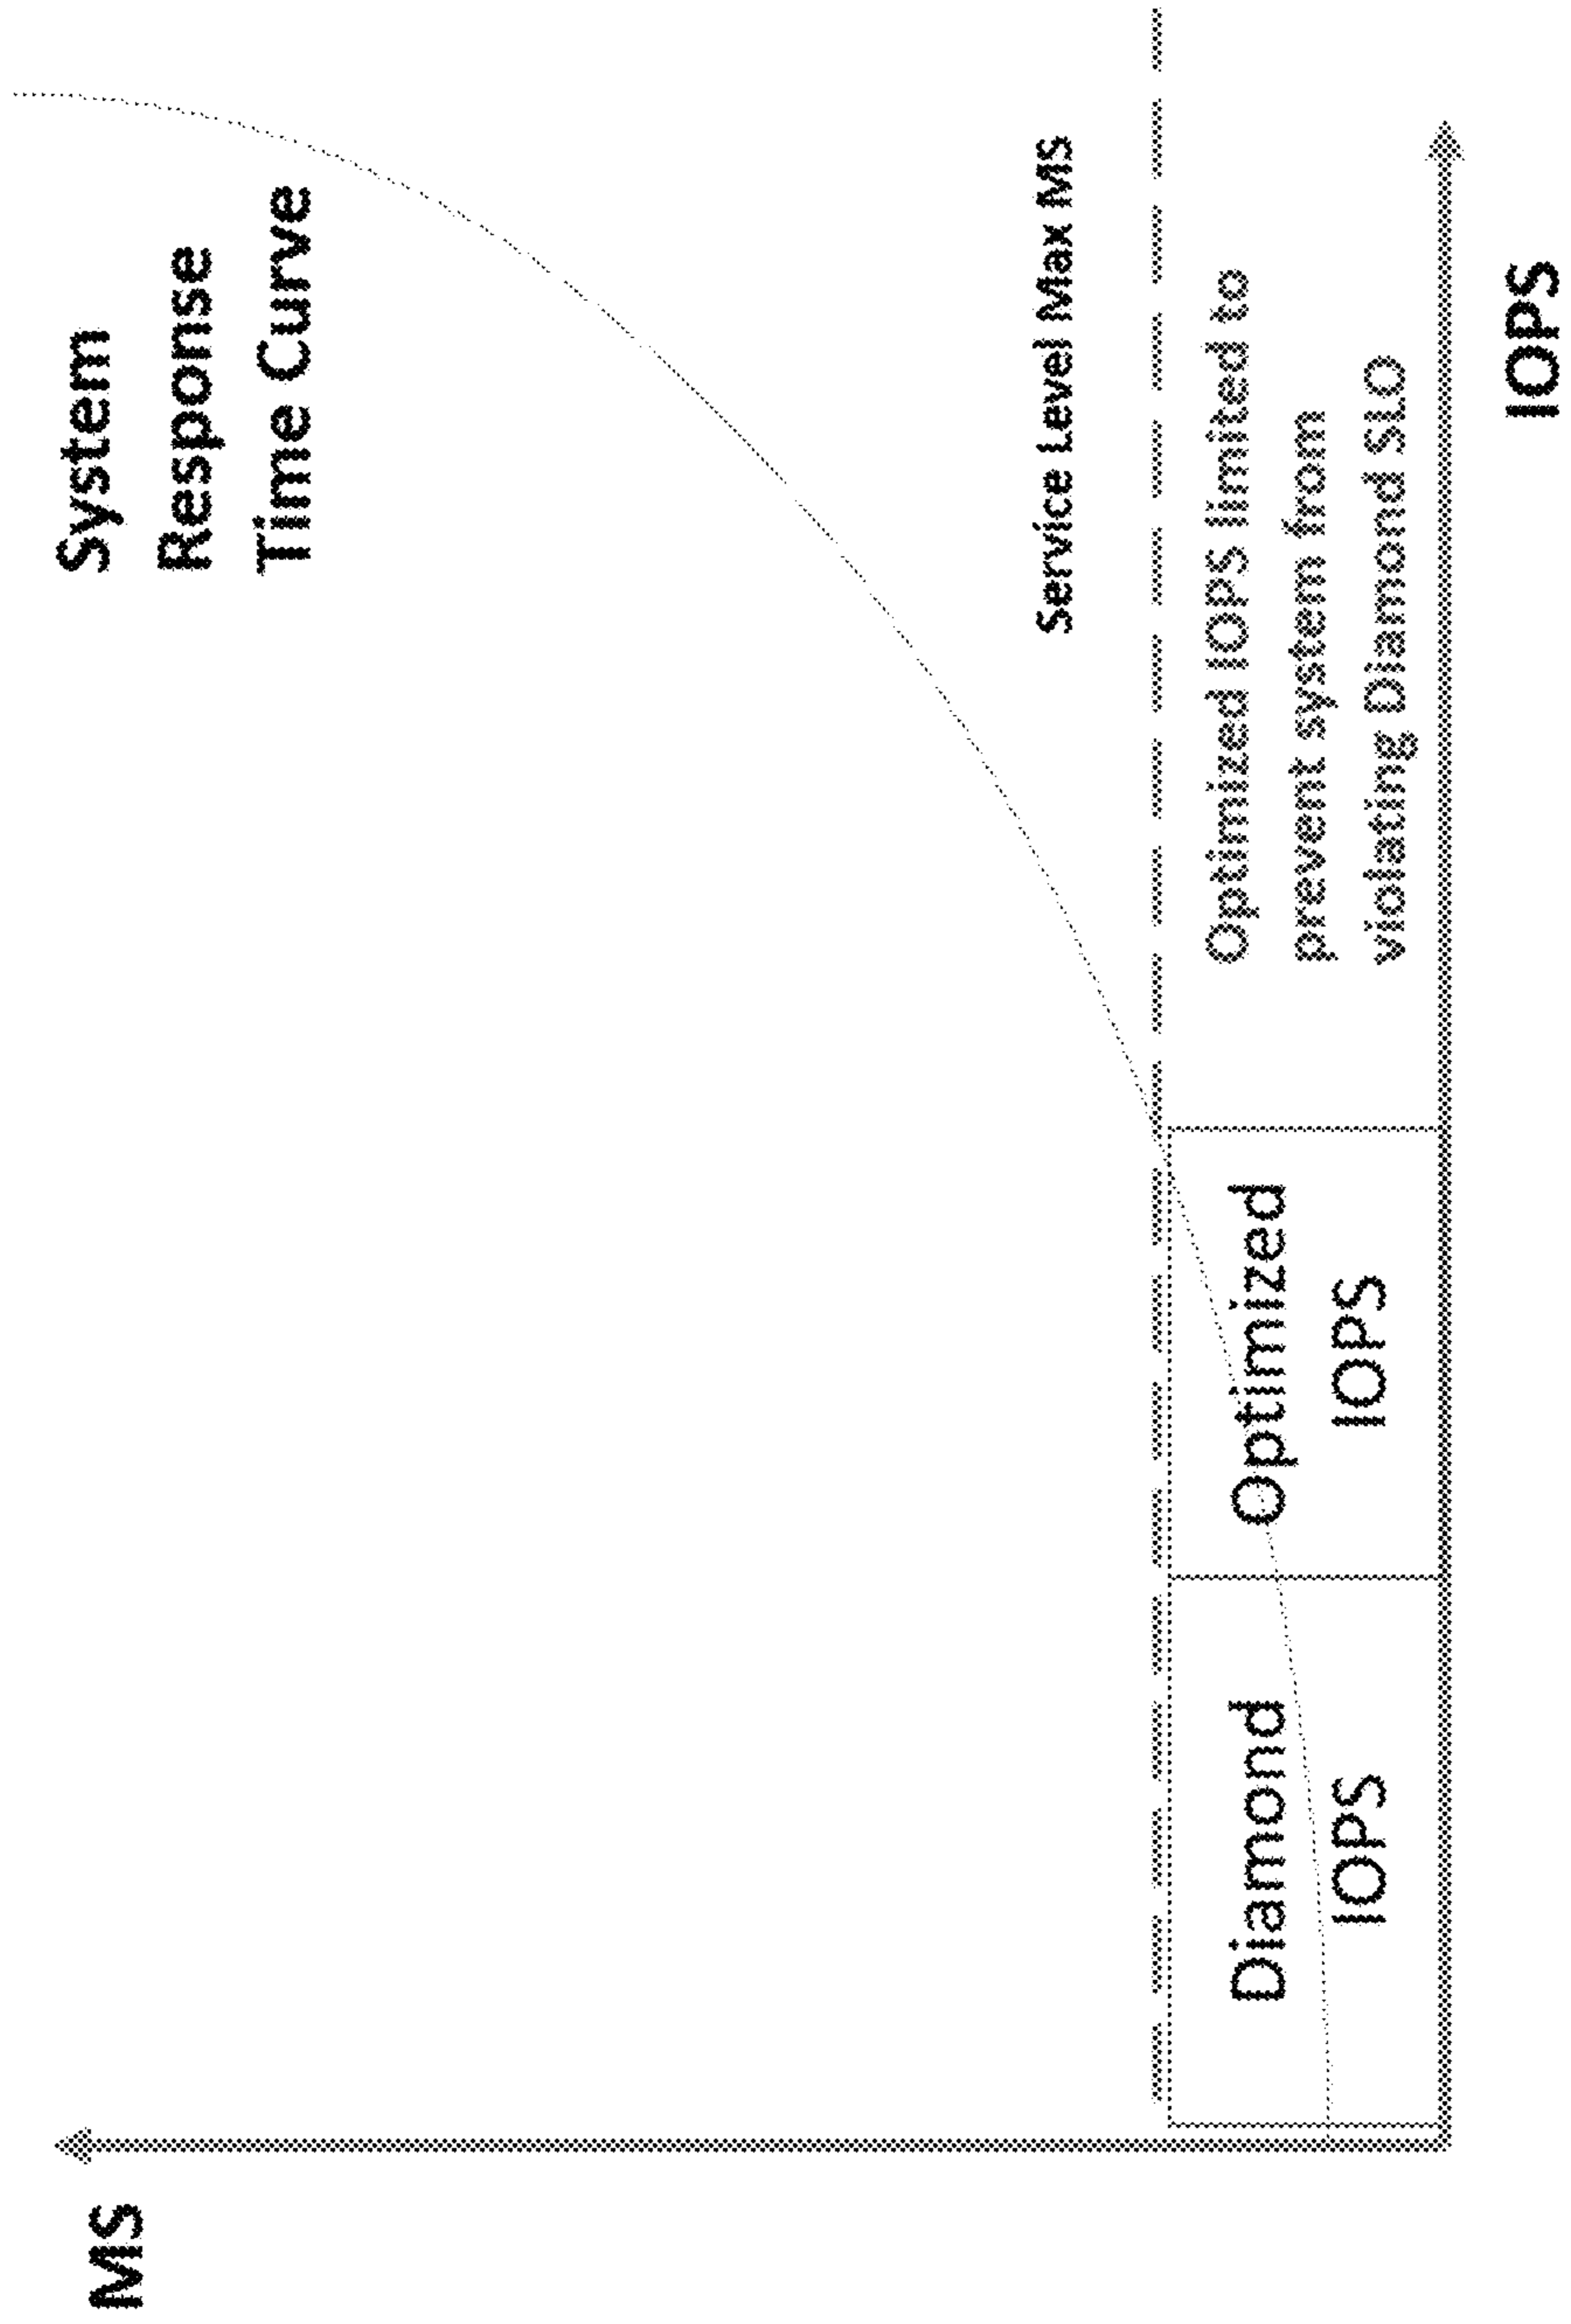 MS
System
Response
Time Curve
Service Level Max MS
Diamond
IOPS
Optimized
IOPS
Optimized IOPS limited to
prevent system from
violating Diamond SLO
IOPS